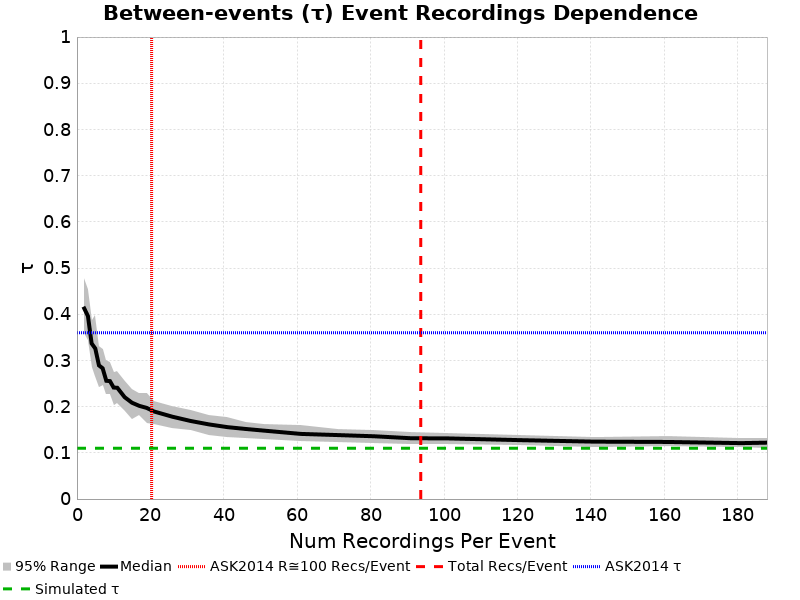 Between-events (τ) Event Recordings Dependence
1
0.9
0.8
0.7
0.6
0.5
0.4
0.3
0.2
0.1
0
τ
0 20 40 60 80 100 120 140 160 180
Num Recordings Per Event
95% Range Median ASK2014 R≅100 Recs/Event Total Recs/Event ASK2014 τ
Simulated τ